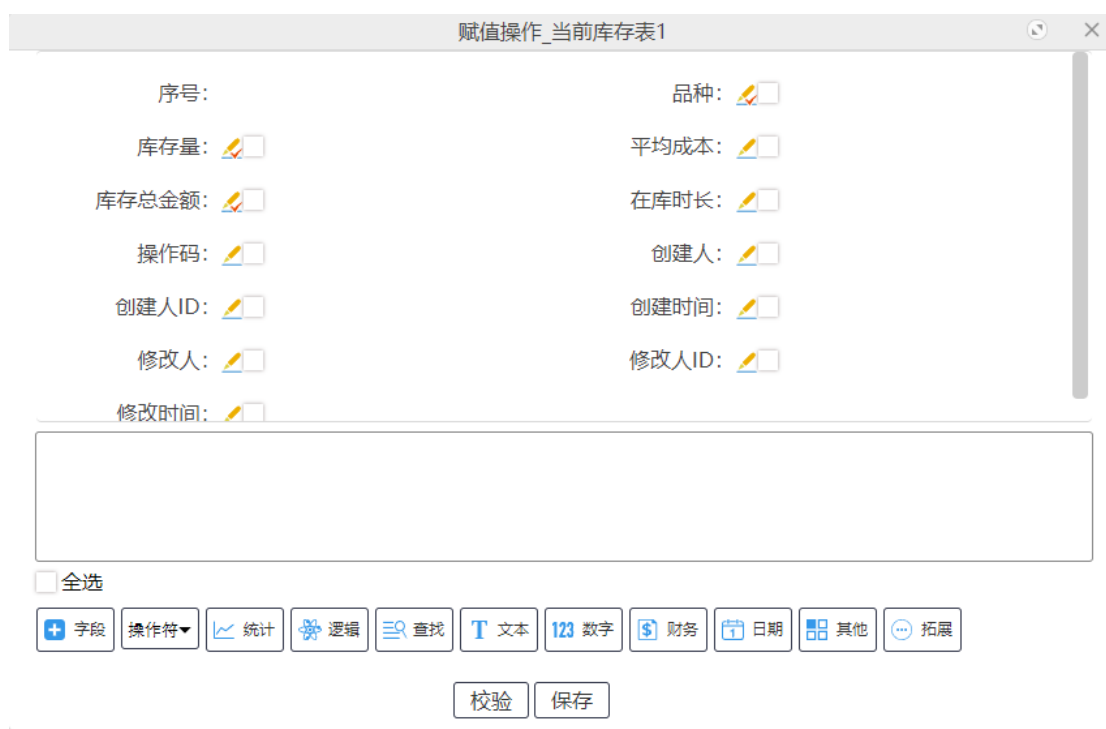 赋值操作_当前库存表1
序号：
品种：
库存量：
平均成本：
库存总金额：
在库时长：
操作码：
创建人：
创建人ID：
创建时间：
修改人：
修改人ID：
修改时间：
全选
字段 操作符 统计 逻辑 查找 T 文本 123 数字 $ 财务 1 日期 其他 拓展
校验 保存